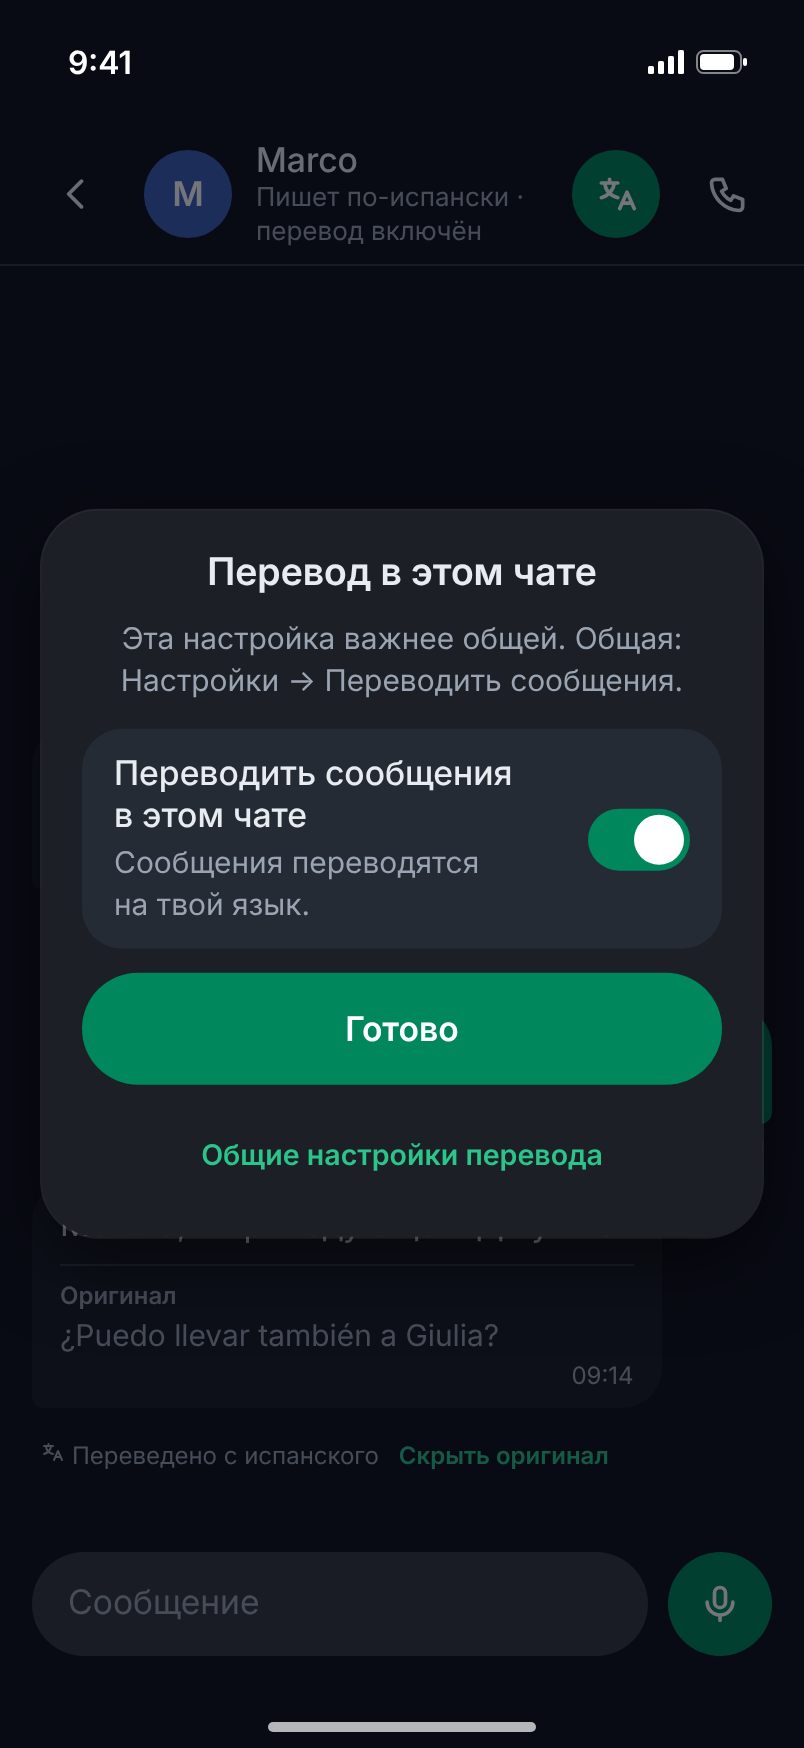 9:41
M
Marco
Пишет по-испански ·
перевод включён
Перевод в этом чате
Эта настройка важнее общей. Общая:
Настройки → Переводить сообщения.
Переводить сообщения
в этом чате
Сообщения переводятся
на твой язык.
Готово
Общие настройки перевода
Оригинал
¿Puedo llevar también a Giulia?
09:14
Переведено с испанского Скрыть оригинал
Сообщение